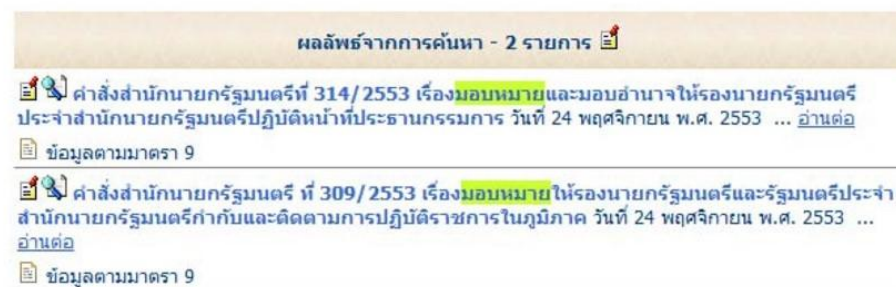 ผลลัพธ์จากการค้นหา - 2 รายการ
คำสั่งสำนักนายกรัฐมนตรีที่ 314/2553 เรื่องมอบหมายและมอบอำนาจให้รองนายกรัฐมนตรี
ประจำสำนักนายกรัฐมนตรีปฏิบัติหน้าที่ประธานกรรมการ วันที่ 24 พฤศจิกายน พ.ศ. 2553 ... อ่านต่อ
ข้อมูลตามมาตรา 9
คำสั่งสำนักนายกรัฐมนตรี ที่ 309/2553 เรื่องมอบหมายให้รองนายกรัฐมนตรีและรัฐมนตรีประจำ
สำนักนายกรัฐมนตรีกำกับและติดตามการปฏิบัติราชการในภูมิภาค วันที่ 24 พฤศจิกายน พ.ศ. 2553 ...
อ่านต่อ
ข้อมูลตามมาตรา 9